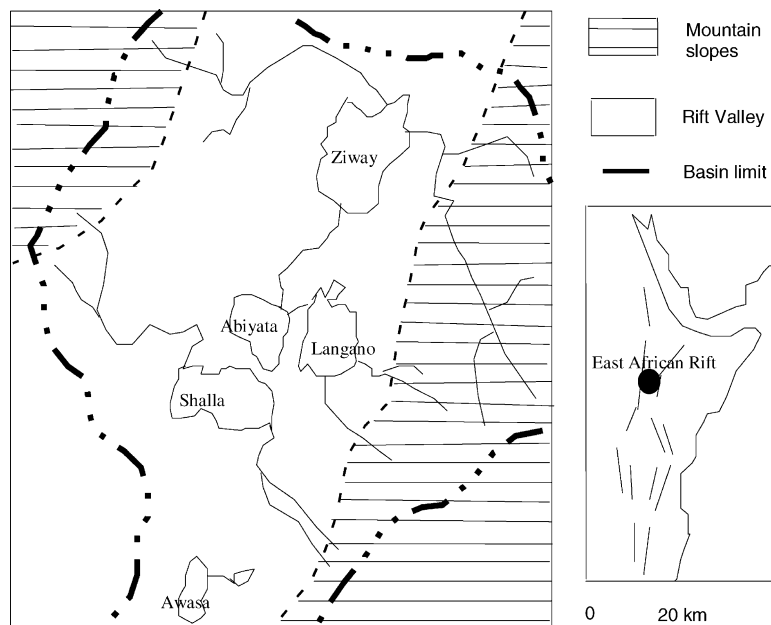 Mountain
slopes
Rift Valley
Basin limit
Ziway
Abiyata
Langano
Shalla
Awasa
East African Rift
0 20 km